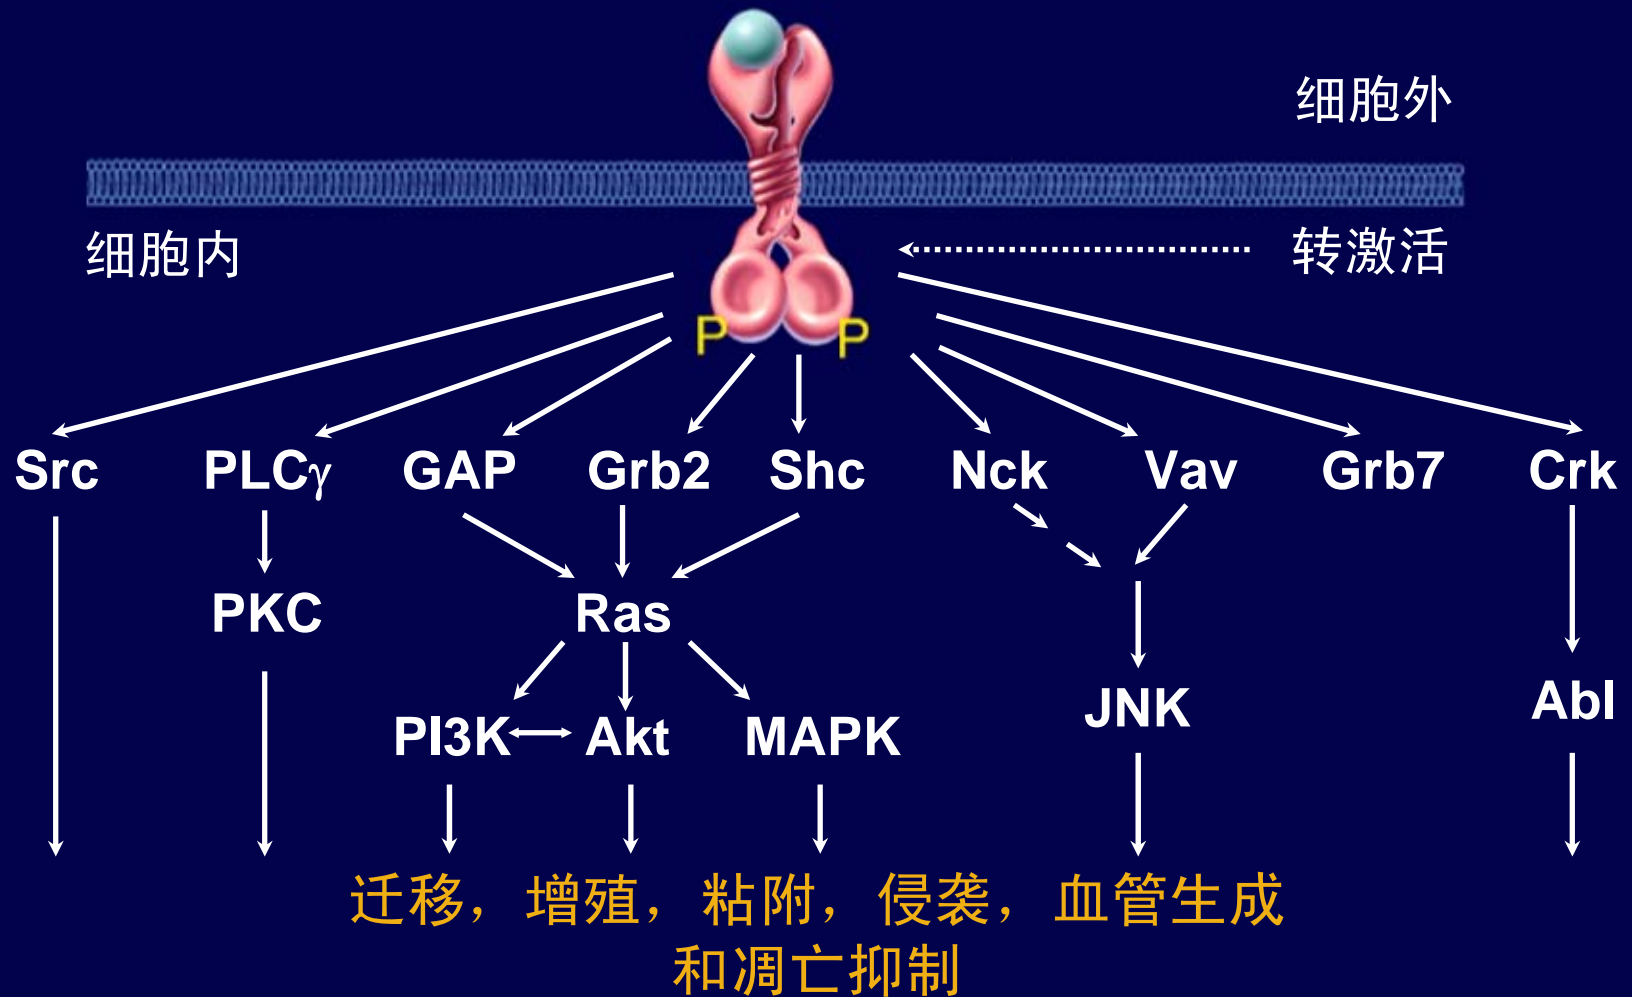 细胞外
细胞内
转激活
P P
Src PLCγ GAP Grb2 Shc Nck Vav Grb7 Crk
PKC Ras
JNK Abl
PI3K Akt MAPK
迁移，增殖，粘附，侵袭，血管生成
和凋亡抑制